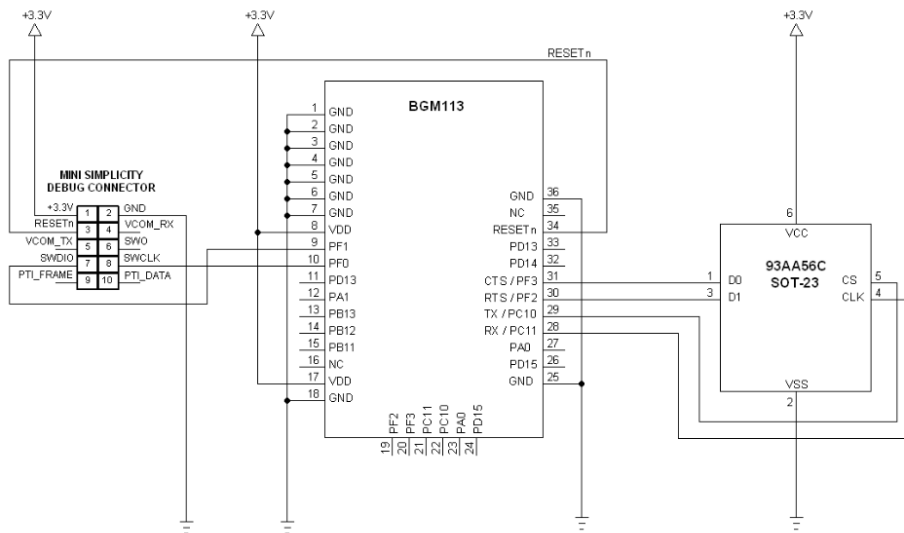 +3.3V +3.3V +3.3V
RESETn
BGM113
1 GND
2 GND
3 GND
4 GND
5 GND
6 GND
7 GND
8 VDD
9 PF1
10 PF0
11 PD13
12 PA1
13 PB13
14 PB12
15 PB11
16 NC
17 VDD
18 GND
PF2 PF3 PC11 PC10 PA0 PD15
19 20 21 22 23 24
GND 36
NC 35
RESETn 34
PD13 33
PD14 32
CTS / PF3 31
RTS / PF2 30
TX / PC10 29
RX / PC11 28
PA0 27
PD15 26
GND 25
MINI SIMPLICITY
DEBUG CONNECTOR
+3.3V 1 2 GND
RESETn 3 4 VCOM_RX
VCOM_TX 5 6 SWO
SWDIO 7 8 SWCLK
PTI_FRAME 9 10 PTI_DATA
6
VCC
93AA56C
SOT-23
1 D0 CS 5
3 D1 CLK 4
VSS
2